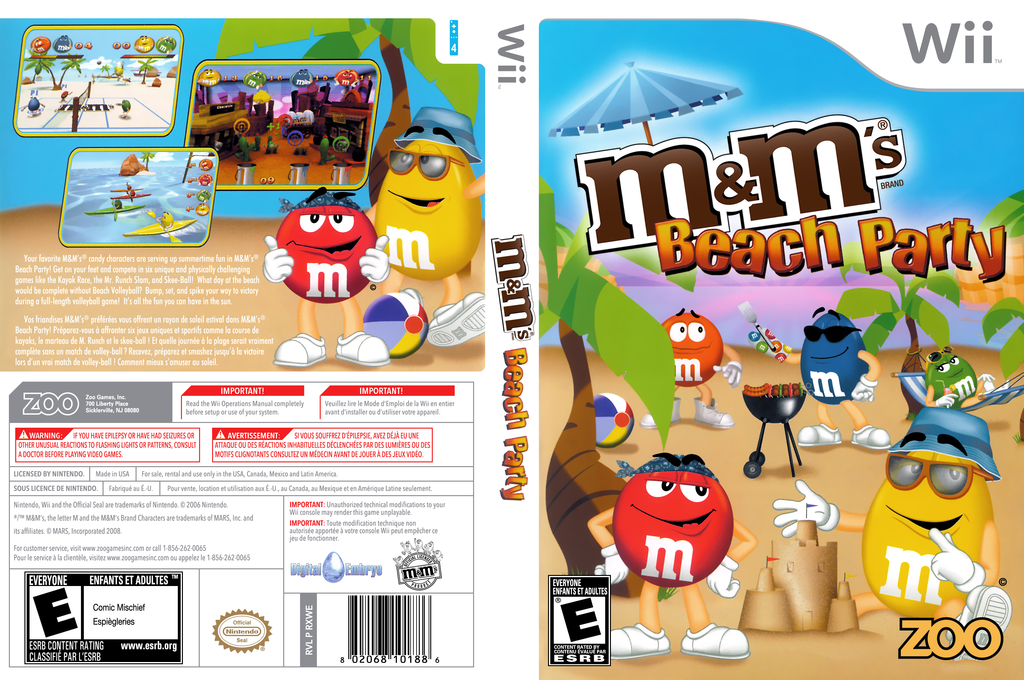 4
Your favorite M&M's® candy characters are serving up summertime fun in M&M's®
Beach Party! Get on your feet and compete in six unique and physically challenging
games like the Kayak Race, the Mr. Runch Slam, and Skee-Ball! What day at the beach
would be complete without Beach Volleyball? Bump, set, and spike your way to victory
during a full-length volleyball game! It's all the fun you can have in the sun.
Vos friandises M&M's® préférées vous offrent un rayon de soleil estival dans M&M's®
Beach Party! Préparez-vous à affronter six jeux uniques et sportifs comme la course de
kayaks, le marteau de M. Runch et le skee-ball ! Et quelle journée à la plage serait vraiment
complète sans un match de volley-ball ? Recevez, préparez et smashez jusqu'à la victoire
lors d'un vrai match de volley-ball ! Comment mieux s'amuser au soleil.
m
m
ZOO
Zoo Games, Inc.
700 Liberty Place
Sicklerville, NJ 08080
IMPORTANT!
Read the Wii Operations Manual completely
before setup or use of your system.
IMPORTANT!
Veuillez lire le Mode d'Emploi de la Wii en entier
avant d'installer ou d'utiliser votre appareil.
WARNING: IF YOU HAVE EPILEPSY OR HAVE HAD SEIZURES OR
OTHER UNUSUAL REACTIONS TO FLASHING LIGHTS OR PATTERNS, CONSULT
A DOCTOR BEFORE PLAYING VIDEO GAMES.
AVERTISSEMENT: SI VOUS SOUFFREZ D'ÉPILEPSIE, AVEZ DÉJÀ EU UNE
ATTAQUE OU DES RÉACTIONS INHABITUELLES DÉCLENCHÉES PAR DES LUMIÈRES OU DES
MOTIFS CLIGNOTANTS CONSULTEZ UN MÉDECIN AVANT DE JOUER À DES JEUX VIDÉO.
LICENSED BY NINTENDO. Made in USA For sale, rental and use only in the USA, Canada, Mexico and Latin America.
SOUS LICENCE DE NINTENDO. Fabriqué au É.-U. Pour vente, location et utilisation aux É.-U., au Canada, au Mexique et en Amérique Latine seulement.
Nintendo, Wii and the Official Seal are trademarks of Nintendo. © 2006 Nintendo.
®/™ M&M's, the letter M and the M&M's Brand Characters are trademarks of MARS, Inc. and
its affiliates. © MARS, Incorporated 2008.
For customer service, visit www.zoogamesinc.com or call 1-856-262-0065
Pour le service à la clientèle, visitez www.zoogamesinc.com ou appelez le 1-856-262-0065
IMPORTANT: Unauthorized technical modifications to your
Wii console may render this game unplayable.
IMPORTANT: Toute modification technique non
autorisée apportée à votre console Wii peut empêcher ce
jeu de fonctionner.
Digital Embryo
m&m's
EVERYONE ENFANTS ET ADULTES™
E
Comic Mischief
Espiègleries
ESRB CONTENT RATING www.esrb.org
CLASSIFIÉ PAR L'ESRB
Official
Nintendo
Seal
RVL P RXWE
8 02068 10188 6
Wii™
m&m's
Beach Party
Wii™
m&m's®
BRAND
Beach Party
m
m
m
m
m
©
EVERYONE
ENFANTS ET ADULTES
E
CONTENT RATED BY
CONTENU ÉVALUÉ PAR
ESRB
ZOO